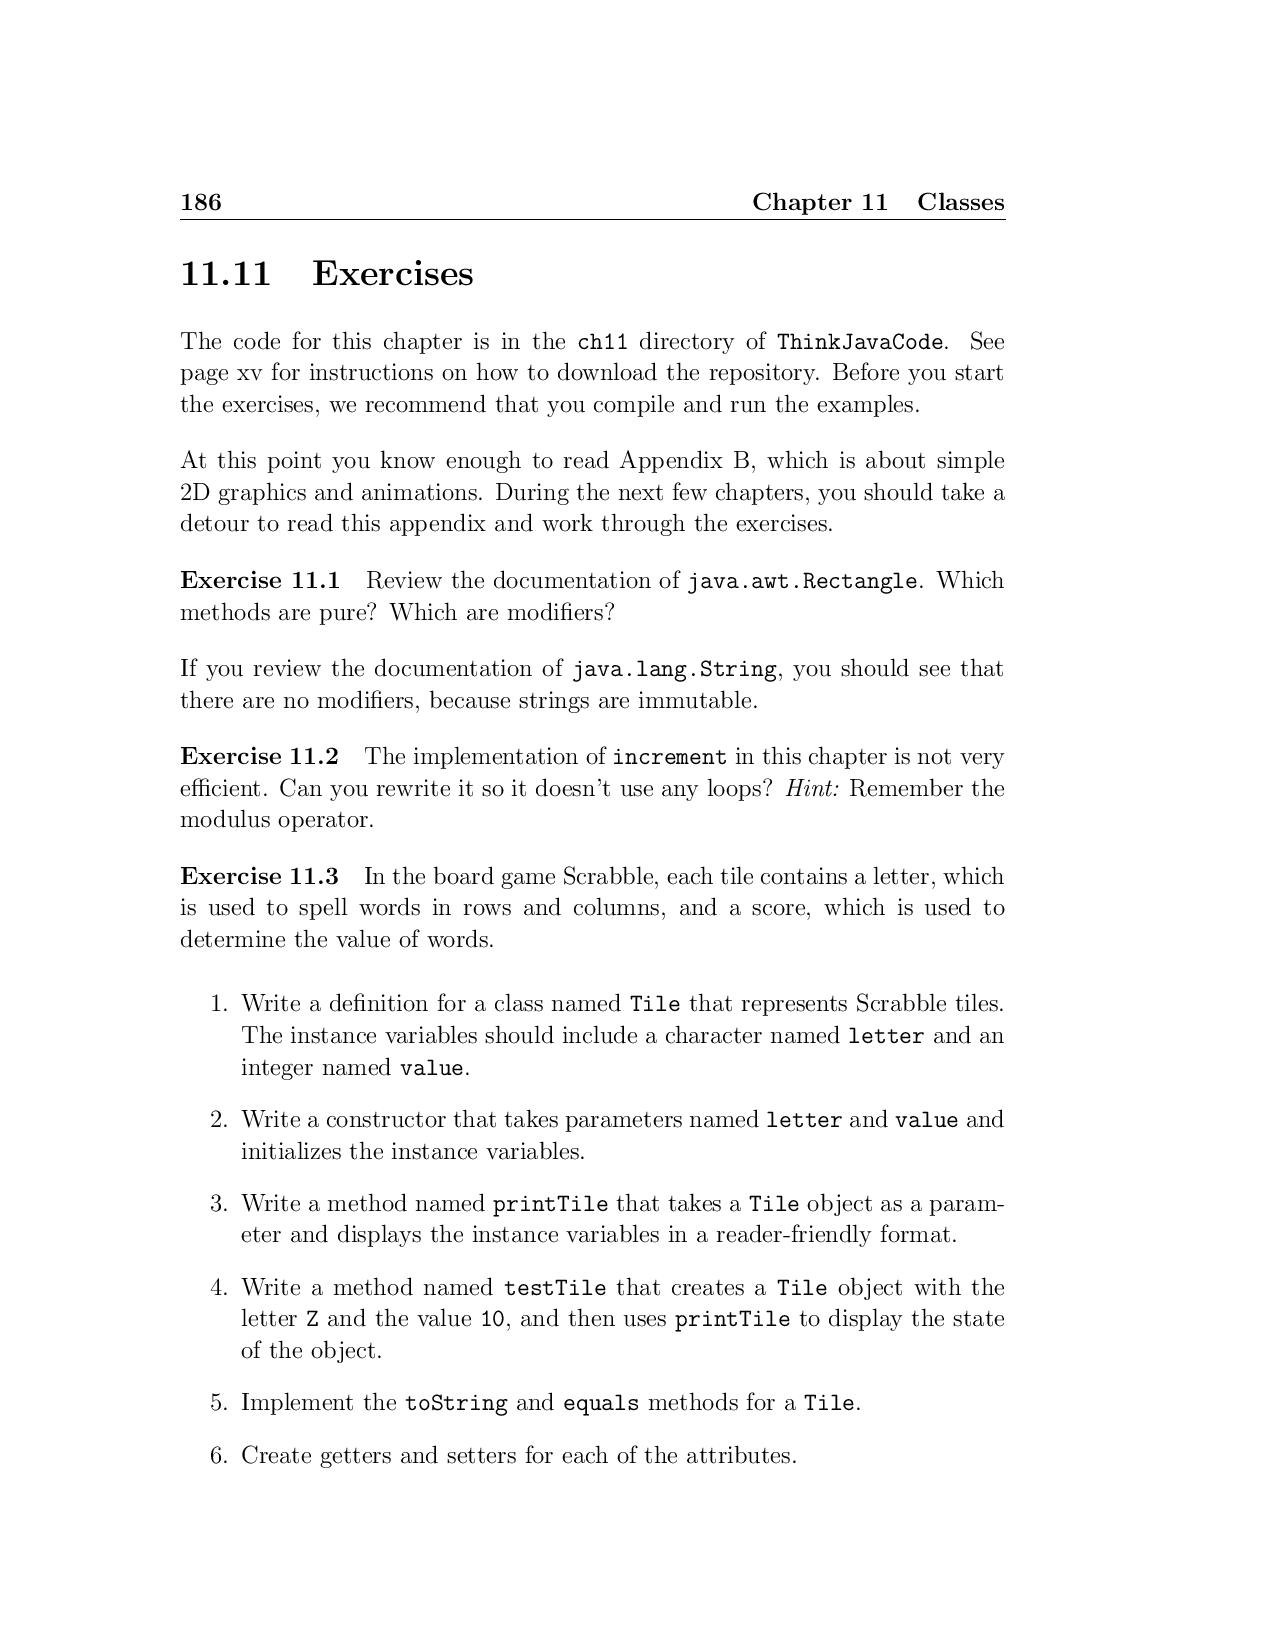 186 Chapter 11 Classes
11.11 Exercises
The code for this chapter is in the ch11 directory of ThinkJavaCode. See
page xv for instructions on how to download the repository. Before you start
the exercises, we recommend that you compile and run the examples.
At this point you know enough to read Appendix B, which is about simple
2D graphics and animations. During the next few chapters, you should take a
detour to read this appendix and work through the exercises.
Exercise 11.1 Review the documentation of java.awt.Rectangle. Which
methods are pure? Which are modifiers?
If you review the documentation of java.lang.String, you should see that
there are no modifiers, because strings are immutable.
Exercise 11.2 The implementation of increment in this chapter is not very
efficient. Can you rewrite it so it doesn't use any loops? Hint: Remember the
modulus operator.
Exercise 11.3 In the board game Scrabble, each tile contains a letter, which
is used to spell words in rows and columns, and a score, which is used to
determine the value of words.
1. Write a definition for a class named Tile that represents Scrabble tiles.
The instance variables should include a character named letter and an
integer named value.
2. Write a constructor that takes parameters named letter and value and
initializes the instance variables.
3. Write a method named printTile that takes a Tile object as a param-
eter and displays the instance variables in a reader-friendly format.
4. Write a method named testTile that creates a Tile object with the
letter Z and the value 10, and then uses printTile to display the state
of the object.
5. Implement the toString and equals methods for a Tile.
6. Create getters and setters for each of the attributes.